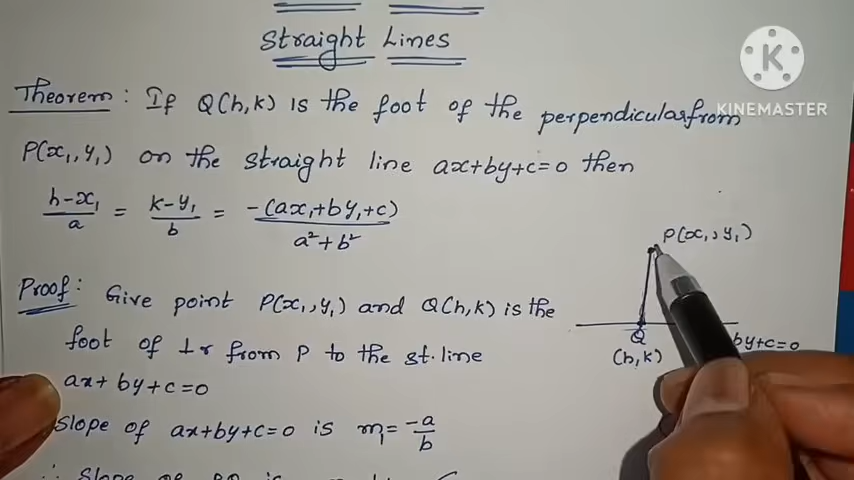 Straight Lines
Theorem: If Q(h,k) is the foot of the perpendicular from
P(x₁,y₁) on the straight line ax+by+c=0 then
h-x₁/a = k-y₁/b = -(ax₁+by₁+c)/a²+b²
P(x₁,y₁)
Proof: Give point P(x₁,y₁) and Q(h,k) is the
foot of ⊥r from P to the st.line
ax+by+c=0
Q
by+c=0
(h,k)
Slope of ax+by+c=0 is m₁=-a/b
K
KINEMASTER